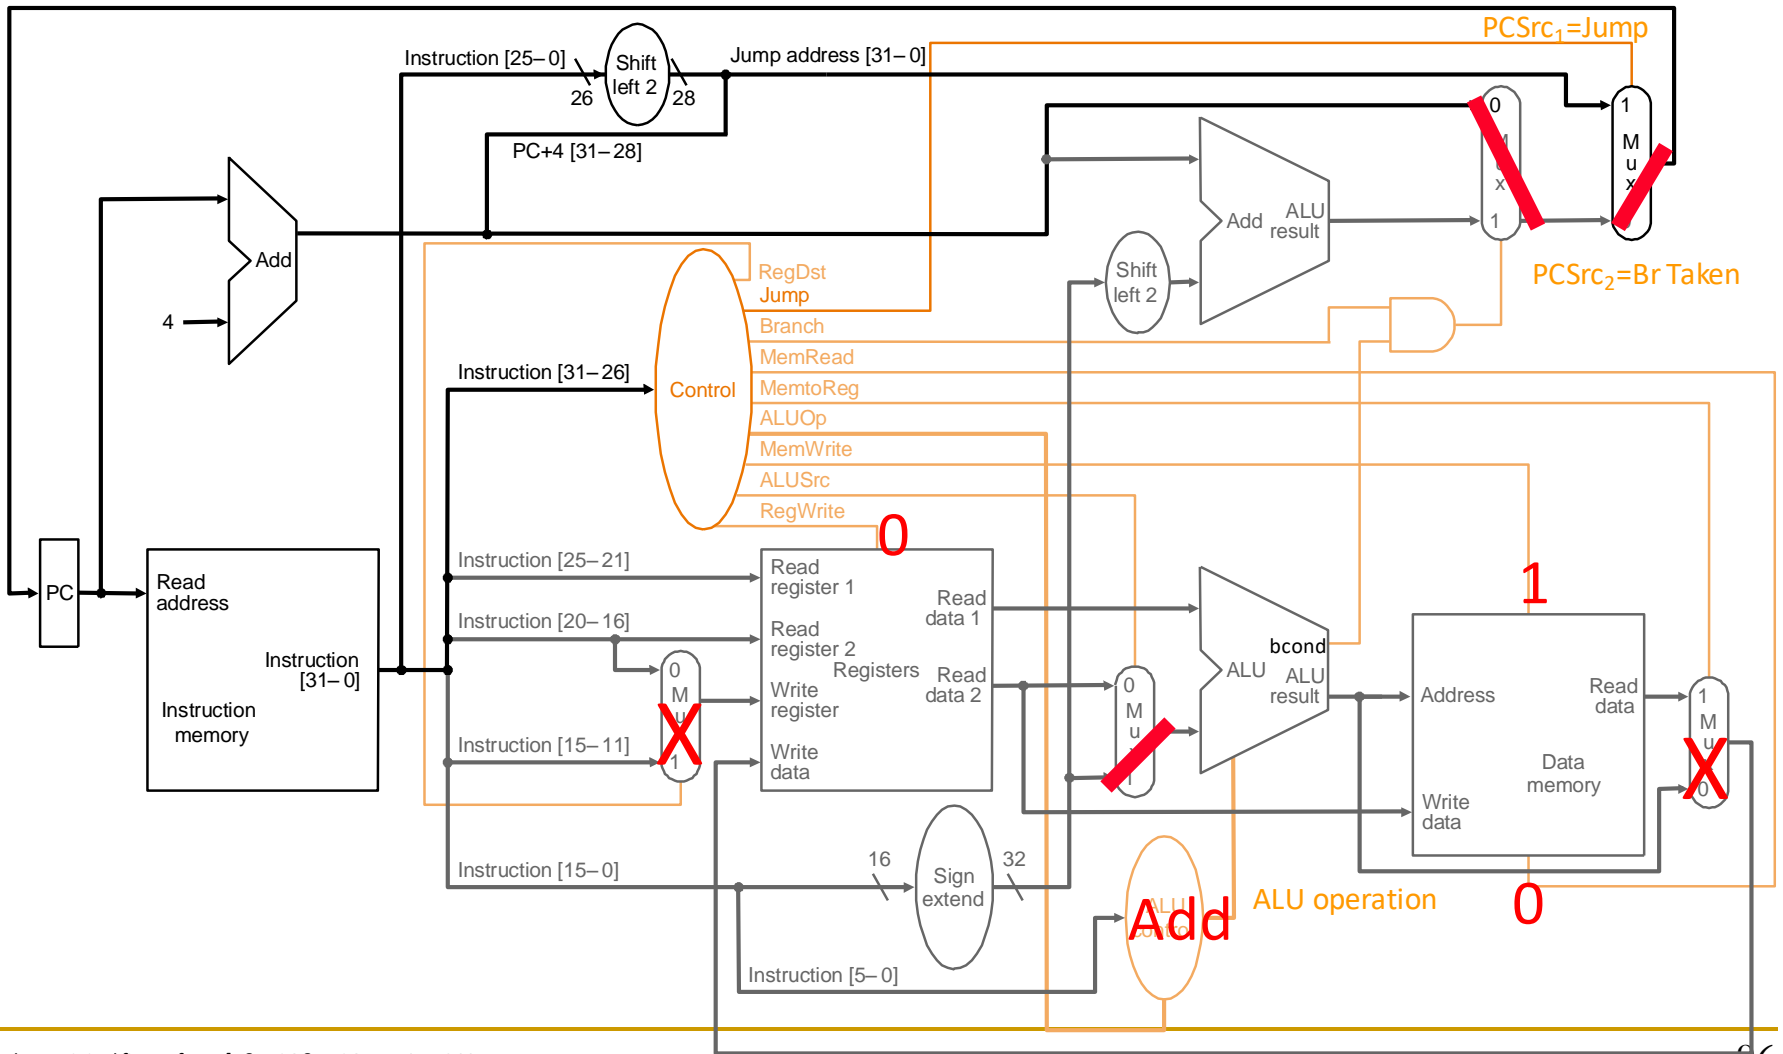 PCSrc1=Jump
Instruction [25–0]
Shift
left 2
Jump address [31–0]
26
28
PC+4 [31–28]
0
M
u
x
1
1
M
u
x
Add
ALU
result
Add
4
Shift
left 2
PCSrc2=Br Taken
RegDst
Jump
Branch
MemRead
MemtoReg
ALUOp
MemWrite
ALUSrc
RegWrite
Control
Instruction [31–26]
0
1
PC
Read
address
Instruction
[31–0]
Instruction
memory
Instruction [25–21]
Instruction [20–16]
Instruction [15–11]
0
M
u
X
1
Read
register 1
Read
register 2
Registers
Write
register
Write
data
Read
data 1
Read
data 2
0
M
u
bcond
ALU
ALU
result
Address
Read
data
Data
memory
Write
data
1
M
u
X
0
Instruction [15–0]
16
Sign
extend
32
ALU
control
Add
ALU operation
0
Instruction [5–0]